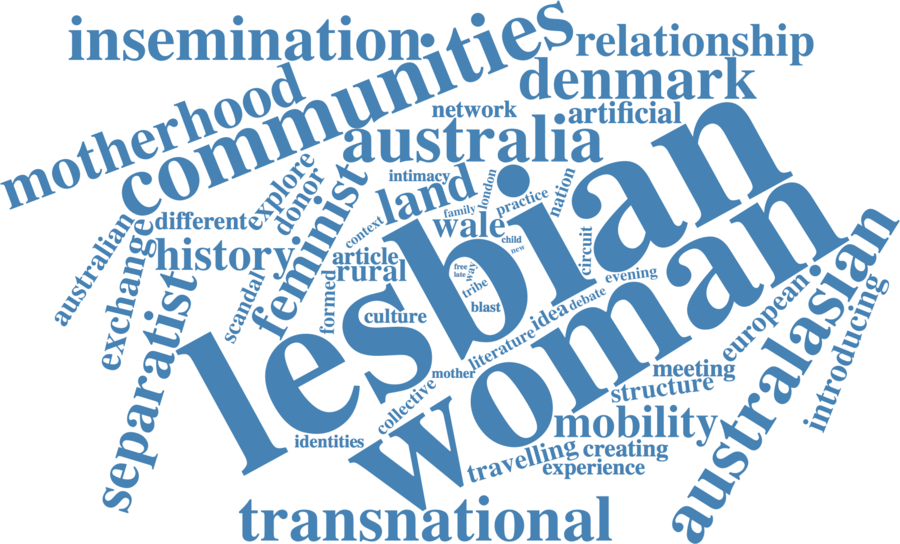 insemination
communities
relationship
denmark
motherhood
network
artificial
australia
lesbian
explore
intimacy
donor
land
london
nation
family
practice
feminist
differente
australian
exchange
context
wale
child
new
history
article
rural
circuit
free
late
way
tribe
evening
scandal
formed
separatist
blast
debate
idea
culture
woman
literature
european
australasian
introducing
mother
meeting
structure
collective
identities
mobility
travelling
creating
experience
transnational